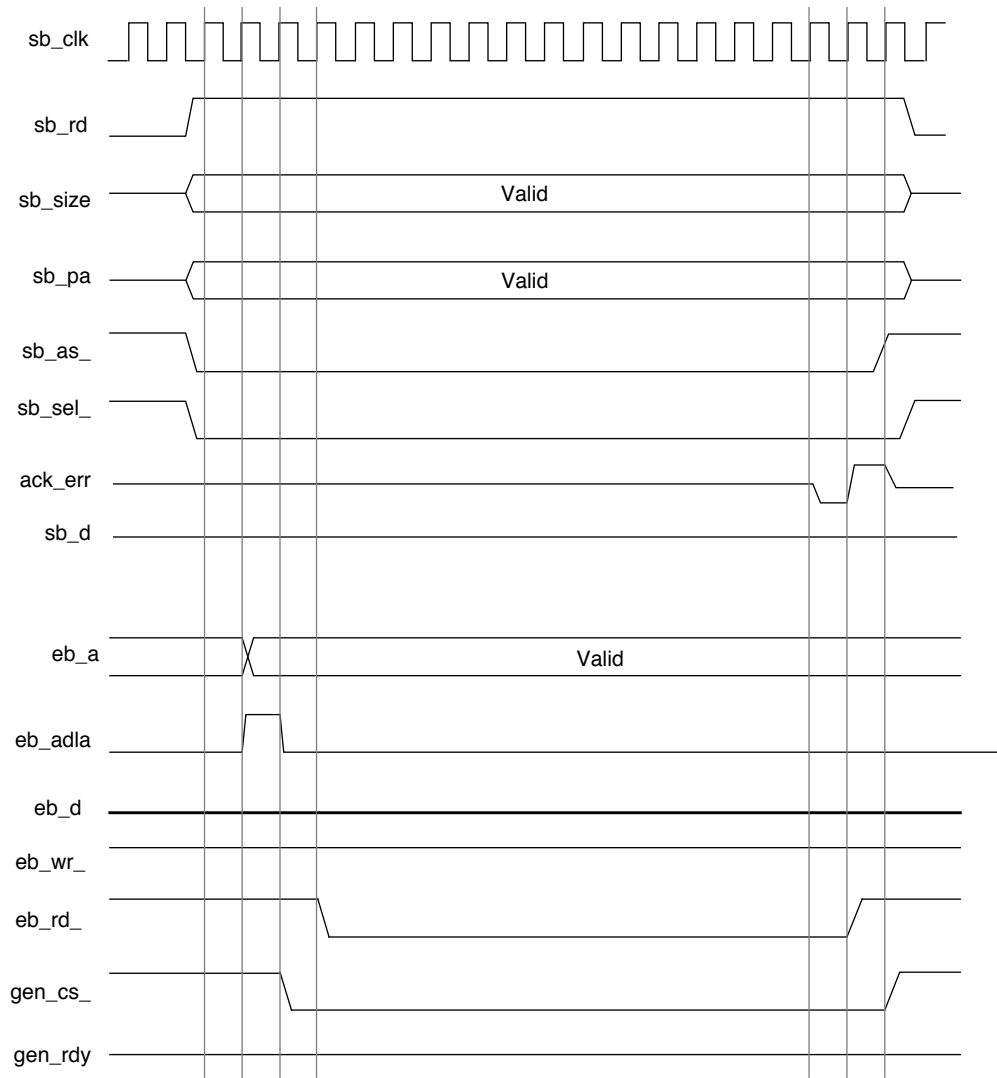 sb_clk
sb_rd
sb_size Valid
sb_pa Valid
sb_as_
sb_sel_
ack_err
sb_d
eb_a Valid
eb_adla
eb_d
eb_wr_
eb_rd_
gen_cs_
gen_rdy